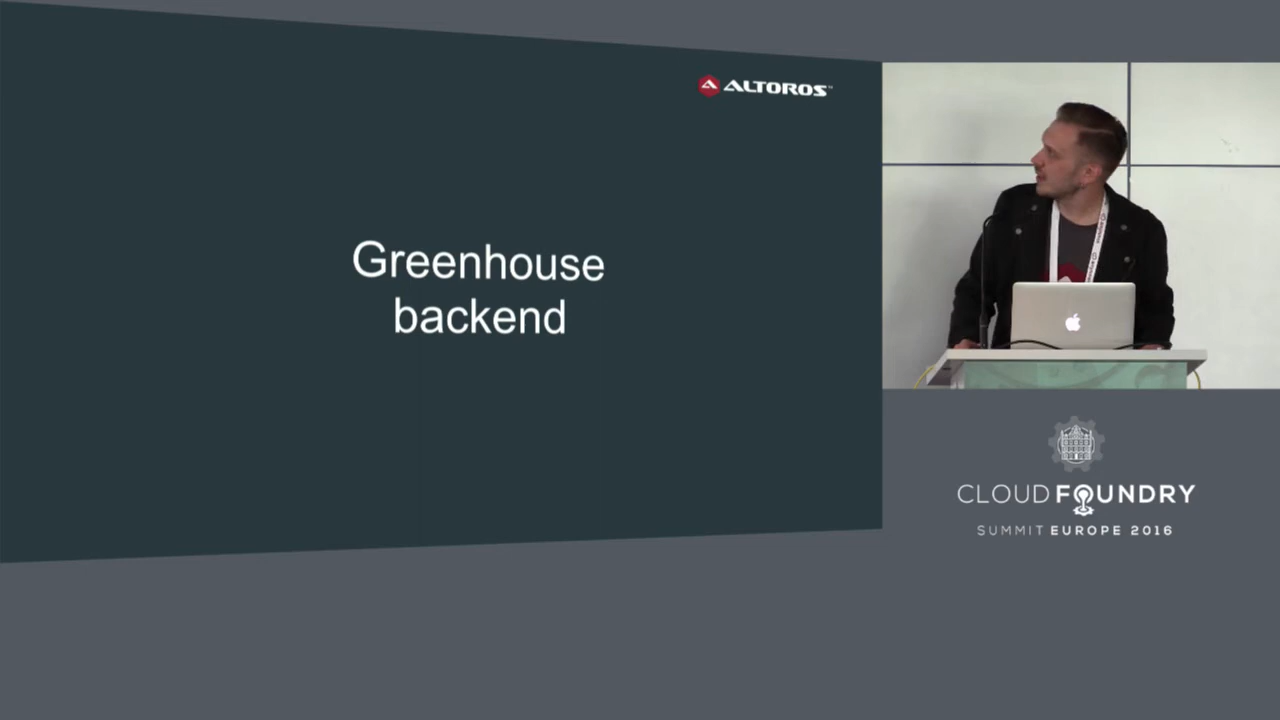 ALTOROS
Greenhouse
backend
CLOUD FOUNDRY
SUMMIT EUROPE 2016